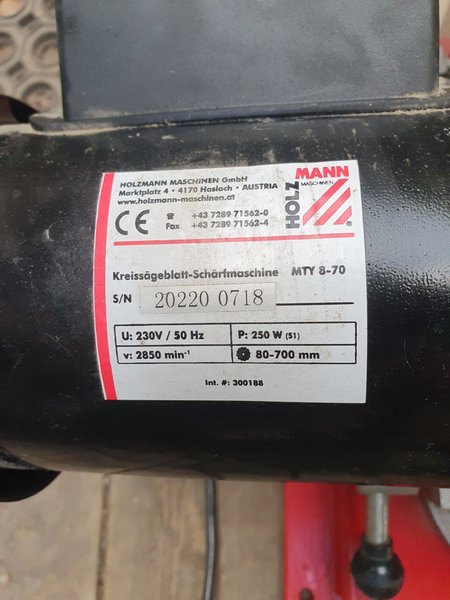 HOLZMANN MASCHINEN GmbH
Marktplatz 4 • 4170 Haslach • AUSTRIA
www.holzmann-maschinen.at
CE
☎ +43 7289 71562-0
Fax +43 7289 71562-4
HOLZ
MANN
MASCHINEN
®
Kreissägeblatt-Schärfmaschine MTY 8-70
S/N 20220 0718
U: 230V / 50 Hz
P: 250 W (S1)
v: 2850 min⁻¹
80-700 mm
Int. #: 300188